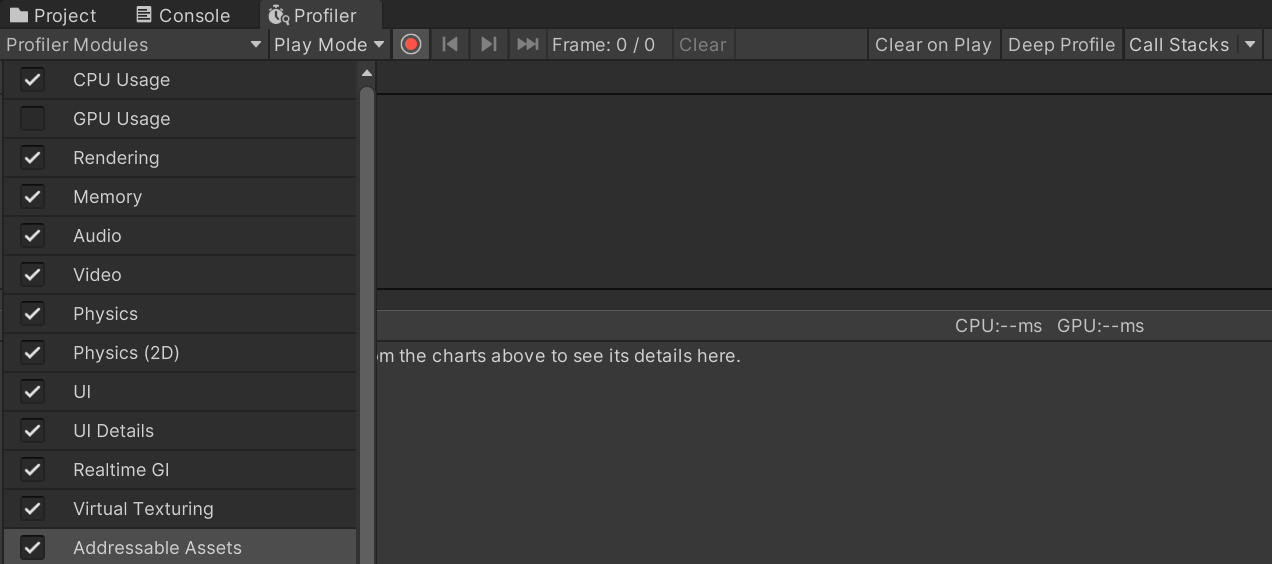 Project Console Profiler
Profiler Modules Play Mode Frame: 0 / 0 Clear Clear on Play Deep Profile Call Stacks
CPU Usage
GPU Usage
Rendering
Memory
Audio
Video
Physics
CPU:--ms GPU:--ms
Physics (2D)
om the charts above to see its details here.
UI
UI Details
Realtime GI
Virtual Texturing
Addressable Assets